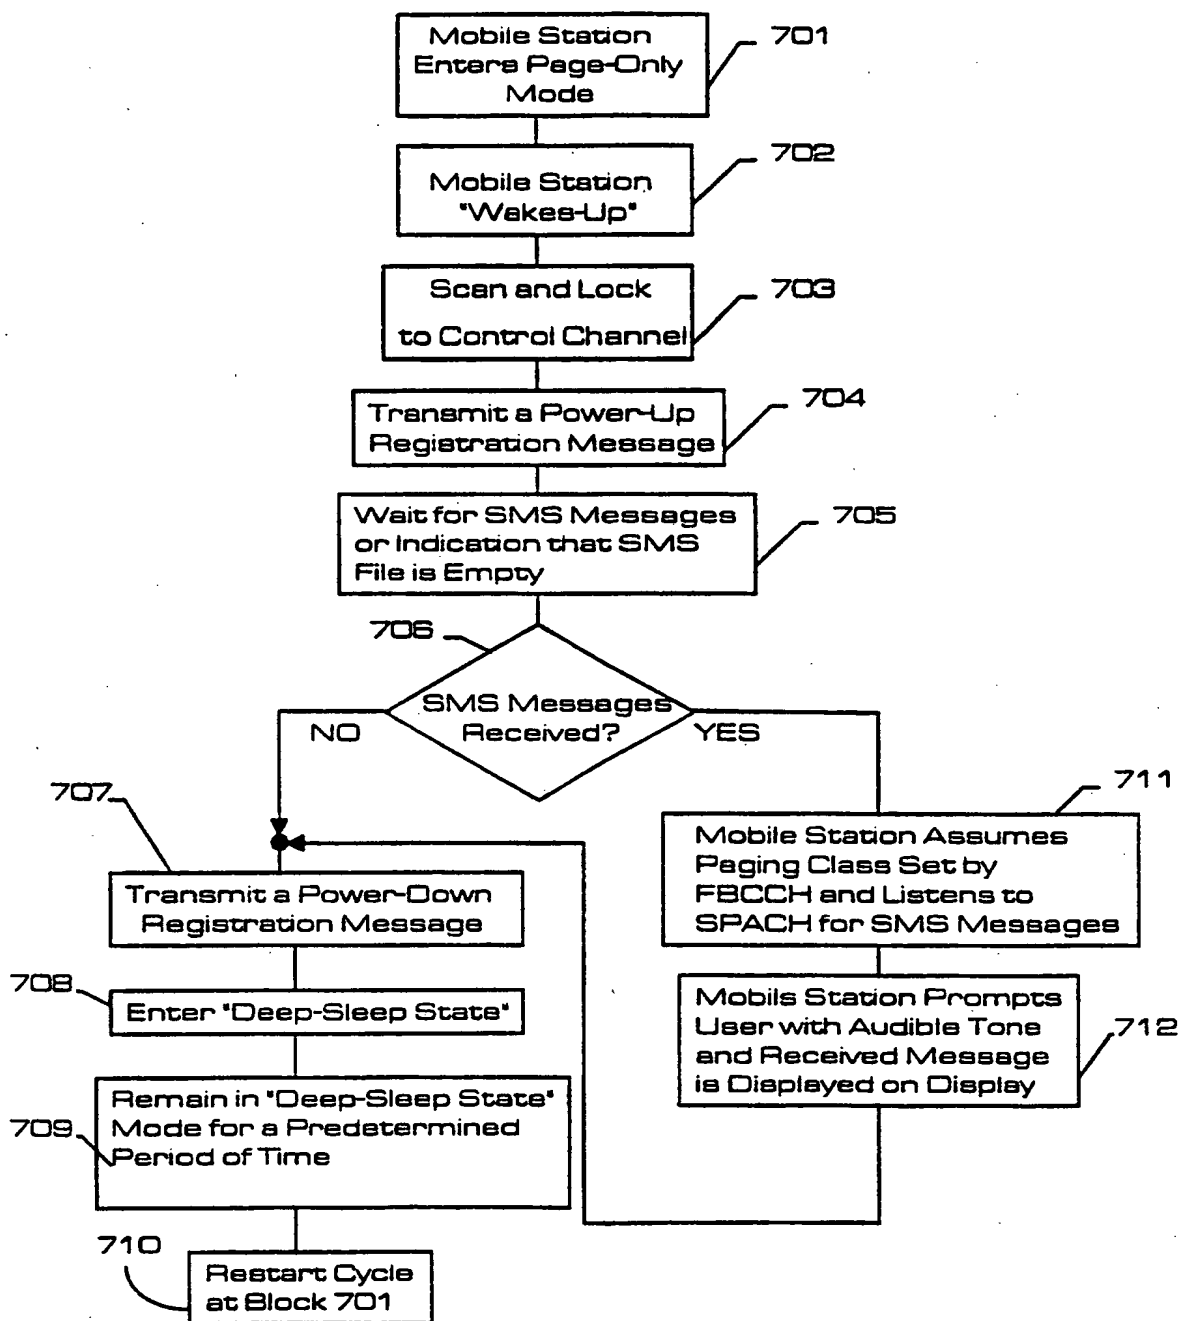 Mobile Station
Enters Page-Only
Mode
701
Mobile Station
"Wakes-Up"
702
Scan and Lock
to Control Channel
703
Transmit a Power-Up
Registration Message
704
Wait for SMS Messages
or Indication that SMS
File is Empty
705
706
SMS Messages
Received?
NO
YES
707
Transmit a Power-Down
Registration Message
708
Enter "Deep-Sleep State"
Remain in "Deep-Sleep State"
Mode for a Predetermined
Period of Time
709
710
Restart Cycle
at Block 701
711
Mobile Station Assumes
Paging Class Set by
FBCCH and Listens to
SPACH for SMS Messages
Mobils Station Prompts
User with Audible Tone
and Received Message
is Displayed on Display
712